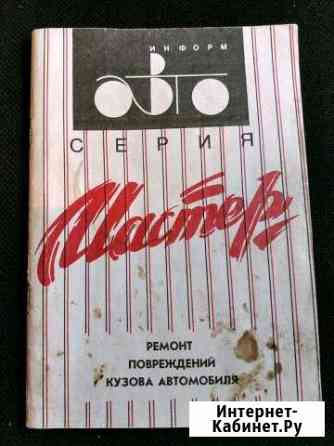 ИНФОРМ
АВТО
СЕРИЯ
Мастер
РЕМОНТ
ПОВРЕЖДЕНИЙ
КУЗОВА АВТОМОБИЛЯ
Интернет-
Кабинет.Ру